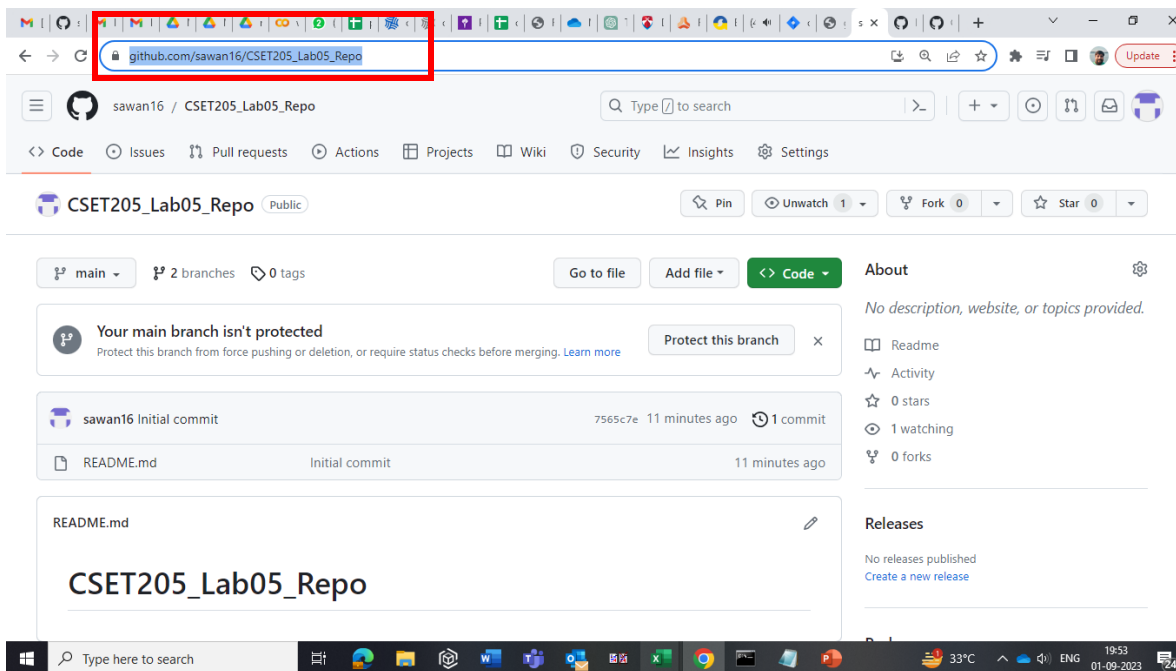 github.com/sawan16/CSET205_Lab05_Repo
Update
sawan16 / CSET205_Lab05_Repo
Type / to search
Code Issues Pull requests Actions Projects Wiki Security Insights Settings
CSET205_Lab05_Repo Public
Pin Unwatch 1 Fork 0 Star 0
main 2 branches 0 tags
Go to file Add file Code
Your main branch isn't protected
Protect this branch from force pushing or deletion, or require status checks before merging. Learn more
Protect this branch
sawan16 Initial commit 7565c7e 11 minutes ago 1 commit
README.md Initial commit 11 minutes ago
README.md
CSET205_Lab05_Repo
About
No description, website, or topics provided.
Readme
Activity
0 stars
1 watching
0 forks
Releases
No releases published
Create a new release
Type here to search
33°C
ENG
19:53
01-09-2023
2